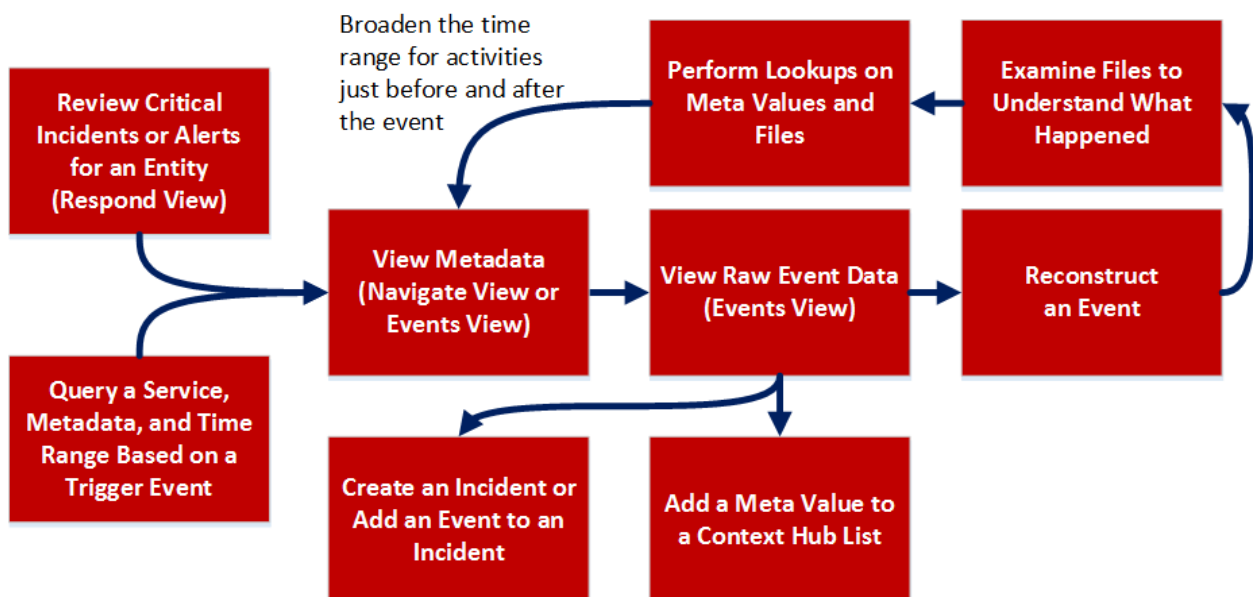 Broaden the time
range for activities
just before and after
the event
Review Critical
Incidents or Alerts
for an Entity
(Respond View)
Perform Lookups on
Meta Values and
Files
Examine Files to
Understand What
Happened
View Metadata
(Navigate View or
Events View)
View Raw Event Data
(Events View)
Reconstruct
an Event
Query a Service,
Metadata, and Time
Range Based on a
Trigger Event
Create an Incident or
Add an Event to an
Incident
Add a Meta Value to
a Context Hub List